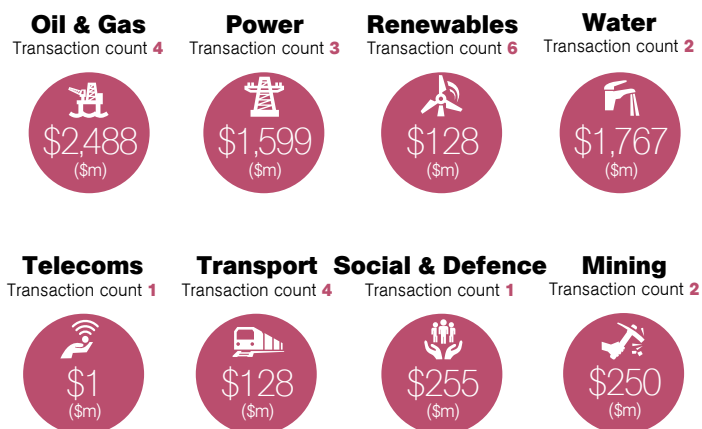 Oil & Gas
Transaction count 4
$2,488
($m)
Power
Transaction count 3
$1,599
($m)
Renewables
Transaction count 6
$128
($m)
Water
Transaction count 2
$1,767
($m)
Telecoms
Transaction count 1
$1
($m)
Transport
Transaction count 4
$128
($m)
Social & Defence
Transaction count 1
$255
($m)
Mining
Transaction count 2
$250
($m)